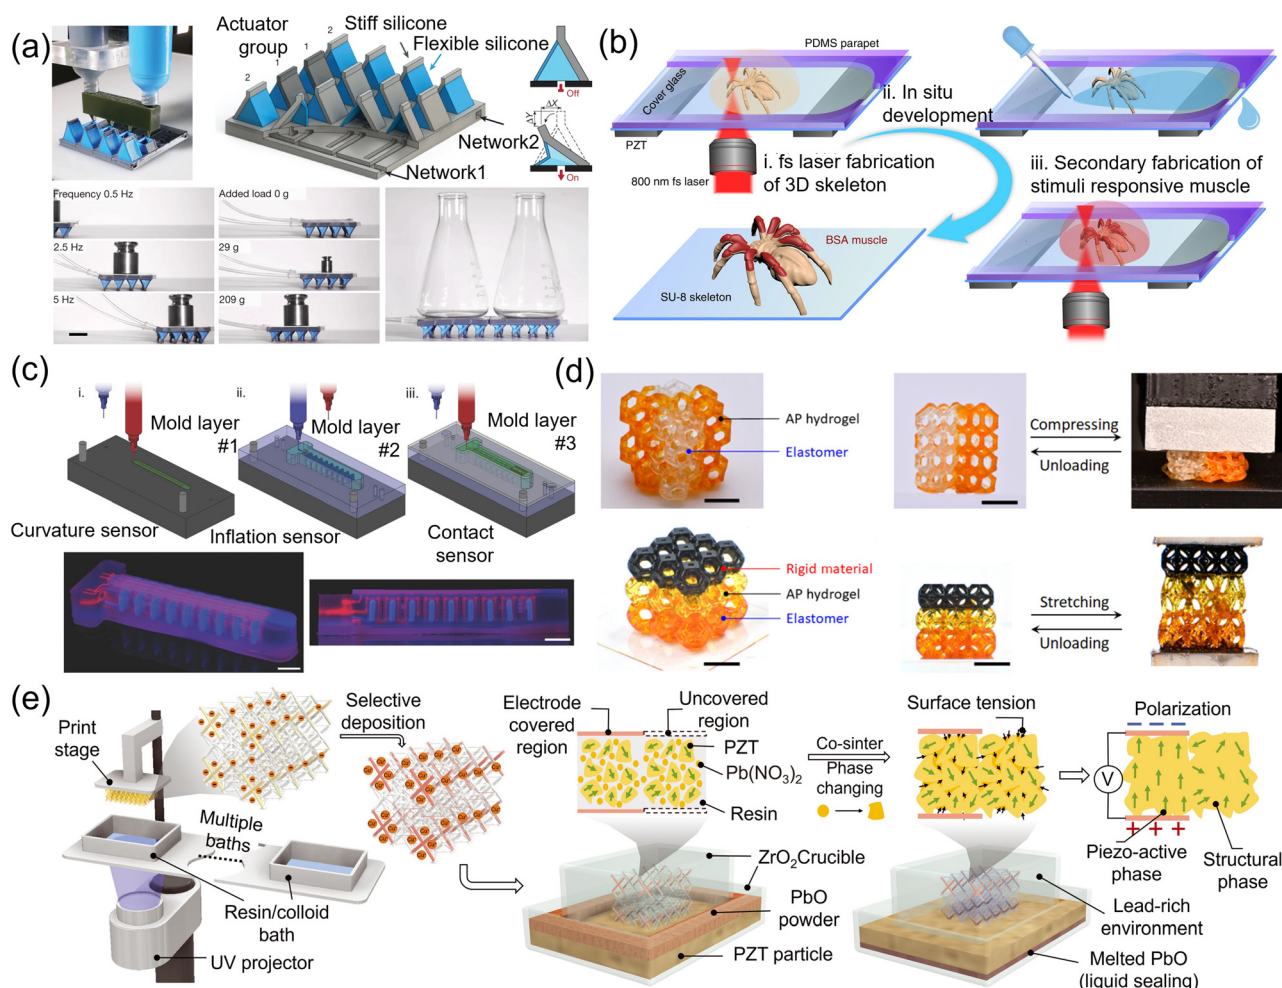 (a)
Actuator
group
Stiff silicone
Flexible silicone
2
1
1
2
2
1
1
2
Network2
Network1
Off
ΔX
ΔY
On
Frequency 0.5 Hz
Added load 0 g
2.5 Hz
29 g
5 Hz
209 g
(b)
PDMS parapet
Cover glass
PZT
800 nm fs laser
i. fs laser fabrication
of 3D skeleton
ii. In situ
development
iii. Secondary fabrication of
stimuli responsive muscle
BSA muscle
SU-8 skeleton
(c)
i.
ii.
iii.
Mold layer
#1
Mold layer
#2
Mold layer
#3
Curvature sensor
Inflation sensor
Contact
sensor
(d)
AP hydrogel
Elastomer
Compressing
Unloading
Rigid material
AP hydrogel
Elastomer
Stretching
Unloading
(e)
Print
stage
Multiple
baths
Resin/colloid
bath
UV projector
Selective
deposition
Electrode
covered
region
Uncovered
region
PZT
Pb(NO₃)₂
Resin
Co-sinter
Phase
changing
Surface tension
Polarization
V
+ + +
Piezo-active
phase
Structural
phase
ZrO₂Crucible
PbO
powder
PZT particle
Lead-rich
environment
Melted PbO
(liquid sealing)